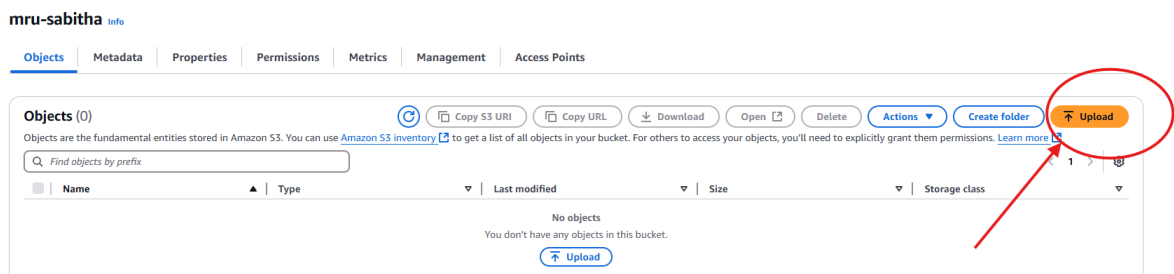 mru-sabitha Info
Objects Metadata Properties Permissions Metrics Management Access Points
Objects (0) Copy S3 URI Copy URL Download Open Delete Actions Create folder Upload
Objects are the fundamental entities stored in Amazon S3. You can use Amazon S3 inventory to get a list of all objects in your bucket. For others to access your objects, you'll need to explicitly grant them permissions. Learn more
Find objects by prefix 1
Name Type Last modified Size Storage class
No objects
You don't have any objects in this bucket.
Upload